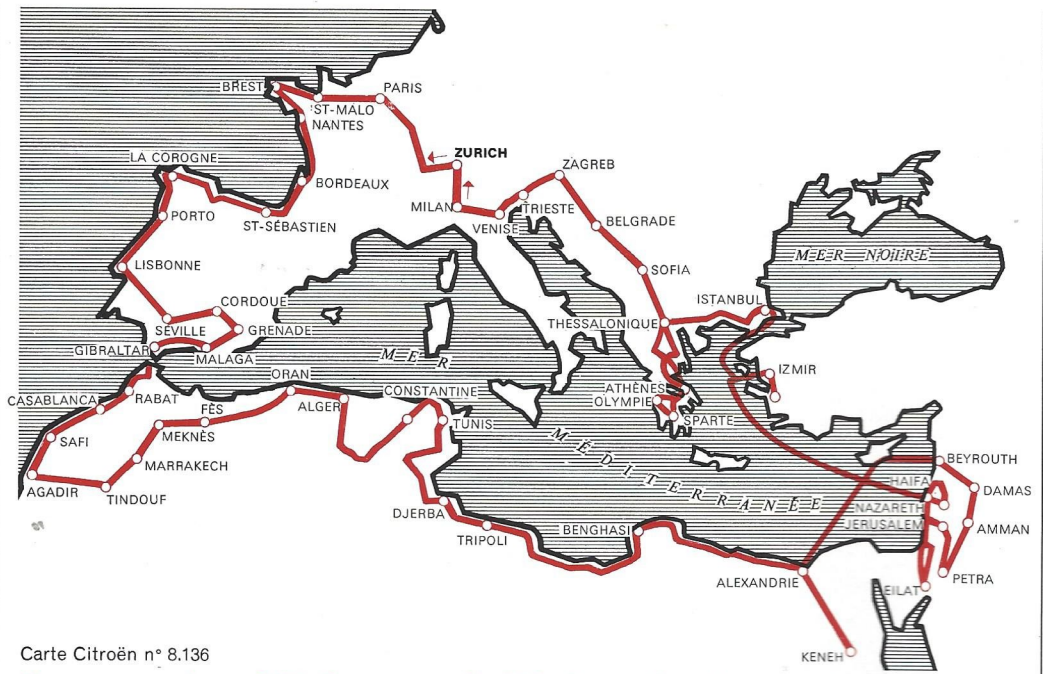 BREST
PARIS
ST-MALO
NANTES
LA COROGNE
ZURICH
ZAGREB
BORDEAUX
MILAN
TRIESTE
PORTO
ST-SÉBASTIEN
VENISE
BELGRADE
MER NOIRE
LISBONNE
SOFIA
CORDOUE
ISTANBUL
SÉVILLE
GRENADE
THESSALONIQUE
GIBRALTAR
MALAGA
MER
IZMIR
ORAN
CASABLANCA
RABAT
ALGER
CONSTANTINE
ATHÈNES
OLYMPIE
FÈS
TUNIS
SPARTE
SAFI
MEKNÈS
MÉDITERRANÉE
MARRAKECH
BEYROUTH
AGADIR
TINDOUF
HAIFA
DAMAS
NAZARETH
DJERBA
JERUSALEM
AMMAN
TRIPOLI
BENGHASI
ALEXANDRIE
PETRA
EILAT
KENEH
Carte Citroën n° 8.136